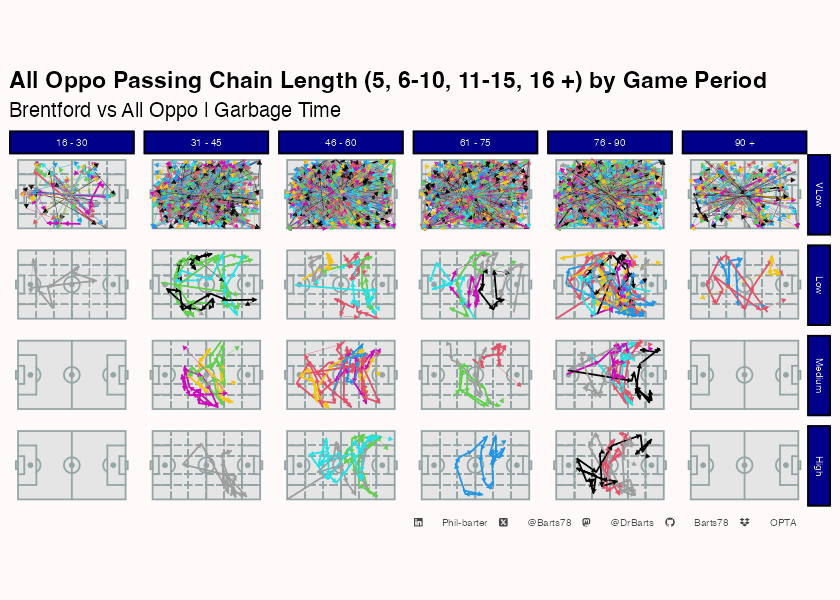 All Oppo Passing Chain Length (5, 6-10, 11-15, 16 +) by Game Period
Brentford vs All Oppo | Garbage Time
16 - 30
31 - 45
46 - 60
61 - 75
76 - 90
90 +
VLow
Low
Medium
High
Phil-barter @Barts78 @DrBarts Barts78 OPTA